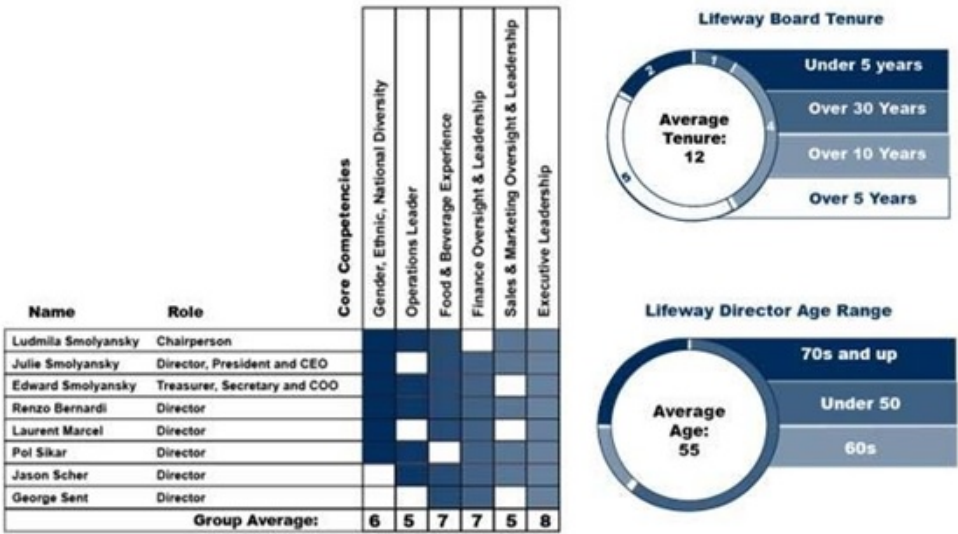 Core Competencies
Gender, Ethnic, National Diversity
Operations Leader
Food & Beverage Experience
Finance Oversight & Leadership
Sales & Marketing Oversight & Leadership
Executive Leadership
Name Role
Ludmila Smolyansky Chairperson
Julie Smolyansky Director, President and CEO
Edward Smolyansky Treasurer, Secretary and COO
Renzo Bernardi Director
Laurent Marcel Director
Pol Sikar Director
Jason Scher Director
George Sent Director
Group Average: 6 5 7 7 5 8
Lifeway Board Tenure
2 1
4
5
Average
Tenure:
12
Under 5 years
Over 30 Years
Over 10 Years
Over 5 Years
Lifeway Director Age Range
Average
Age:
55
70s and up
Under 50
60s